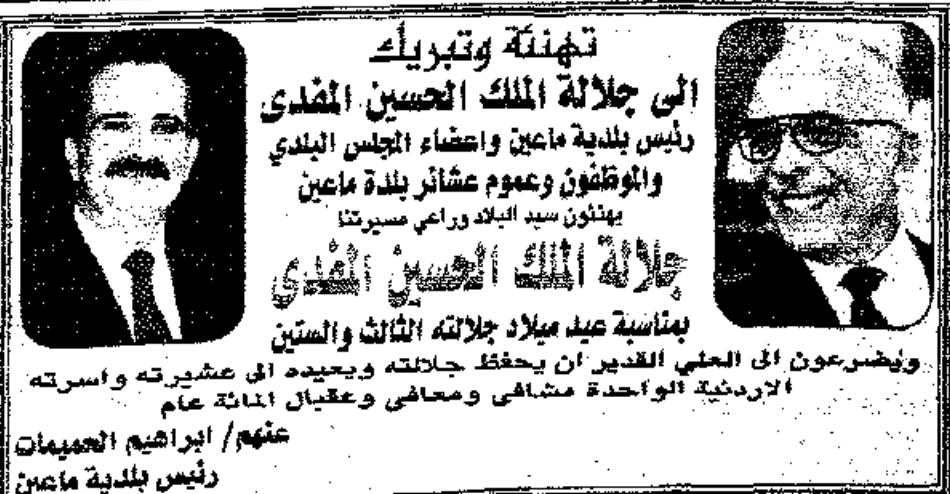 تهنئة وتبريك
الى جلالة الملك الحسين المفدى
رئيس بلدية ماعين واعضاء المجلس البلدي
والموظفون وعموم عشائر بلدة ماعين
يهنئون سيد البلاد وراعي مسيرتنا
جلالة الملك الحسين المفدى
بمناسبة عيد ميلاد جلالته الثالث والستين
ويضرعون الى العلي القدير ان يحفظ جلالته ويعيده الى عشيرته واسرته
الاردنية الواحدة مشافى ومعافى وعقبال المائة عام
عنهم/ ابراهيم الحميمات
رئيس بلدية ماعين